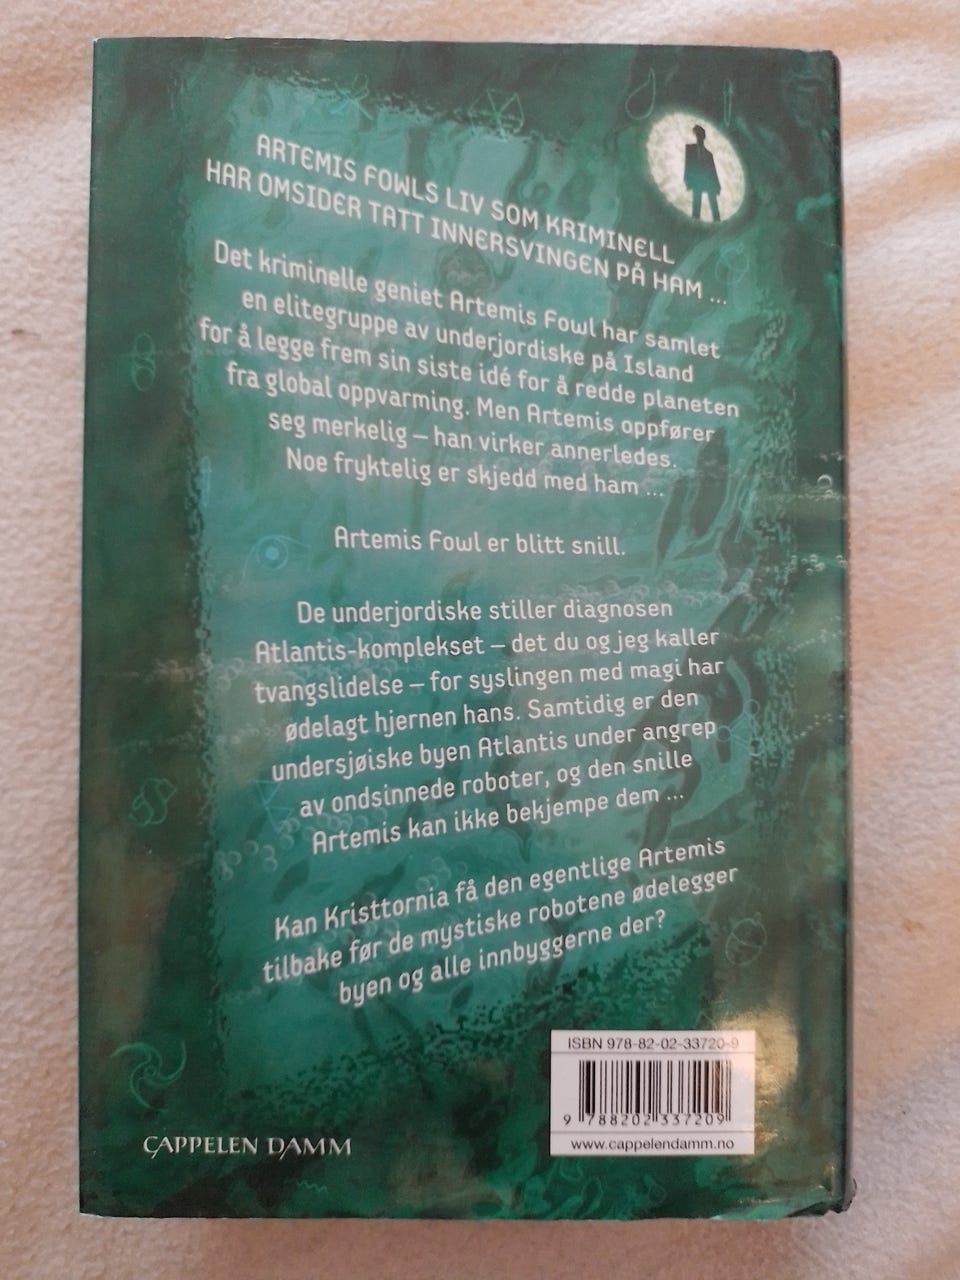 ARTEMIS FOWLS LIV SOM KRIMINELL
HAR OMSIDER TATT INNERSVINGEN PÅ HAM ...
Det kriminelle geniet Artemis Fowl har samlet
en elitegruppe av underjordiske på Island
for å legge frem sin siste idé for å redde planeten
fra global oppvarming. Men Artemis oppfører
seg merkelig – han virker annerledes.
Noe fryktelig er skjedd med ham ...
Artemis Fowl er blitt snill.
De underjordiske stiller diagnosen
Atlantis-komplekset – det du og jeg kaller
tvangslidelse – for syslingen med magi har
ødelagt hjernen hans. Samtidig er den
undersjøiske byen Atlantis under angrep
av ondsinnede roboter, og den snille
Artemis kan ikke bekjempe dem ...
Kan Kristtornia få den egentlige Artemis
tilbake før de mystiske robotene ødelegger
byen og alle innbyggerne der?
ISBN 978-82-02-33720-9
9 788202 337209
www.cappelendamm.no
CAPPELEN DAMM